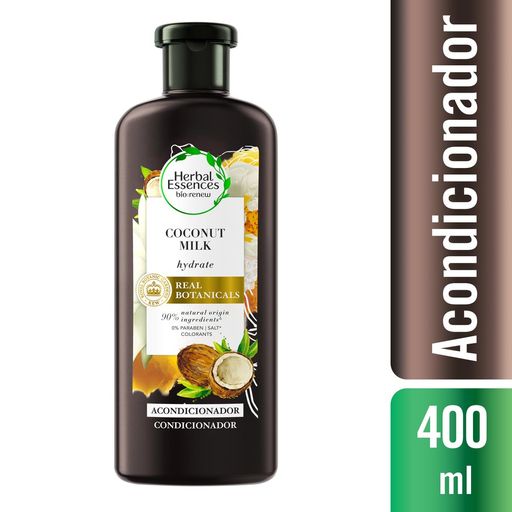 Herbal
Essences
bio:renew
COCONUT
MILK
hydrate
REAL
BOTANICALS
90% natural origin
ingredients*
0% PARABEN | SALT*
COLORANTS
ACONDICIONADOR
CONDICIONADOR
Acondicionador
400
ml